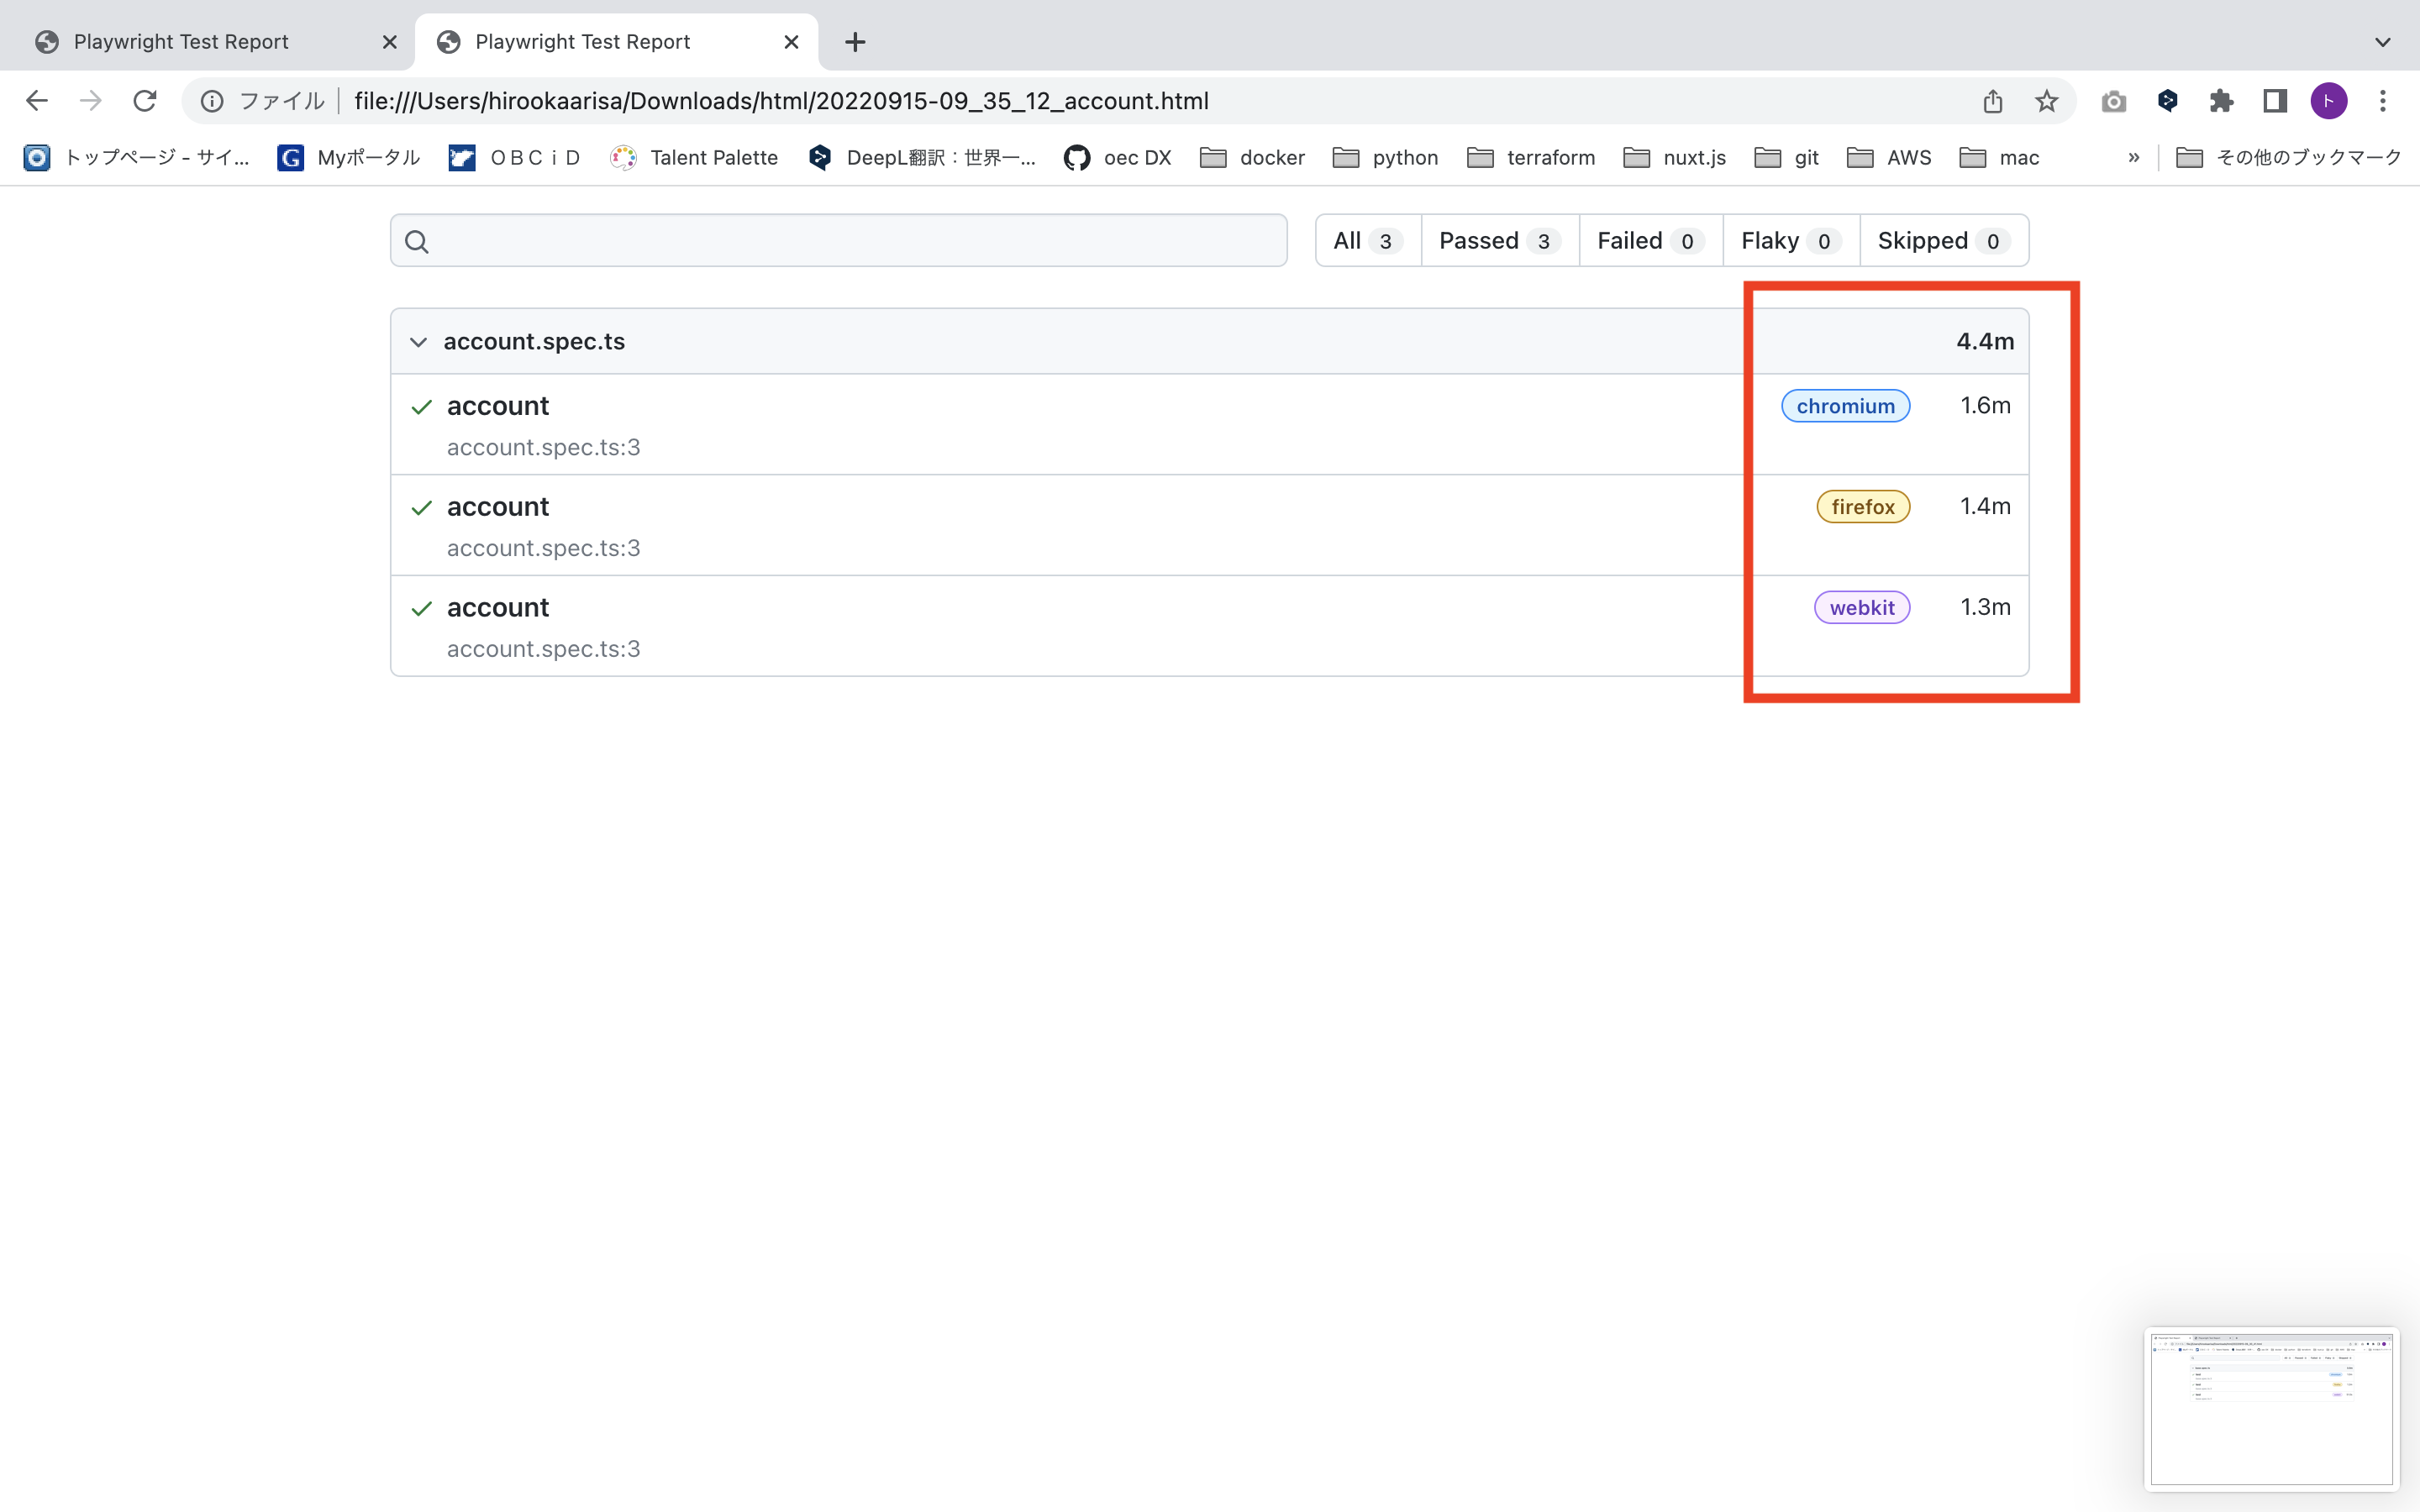 Playwright Test Report
Playwright Test Report
ファイル file:///Users/hirookaarisa/Downloads/html/20220915-09_35_12_account.html ト
トップページ - サイ... G Myポータル ＯＢＣｉＤ Talent Palette DeepL翻訳：世界一... oec DX docker python terraform nuxt.js git AWS mac » その他のブックマーク
All 3 Passed 3 Failed 0 Flaky 0 Skipped 0
account.spec.ts 4.4m
account chromium 1.6m
account.spec.ts:3
account firefox 1.4m
account.spec.ts:3
account webkit 1.3m
account.spec.ts:3